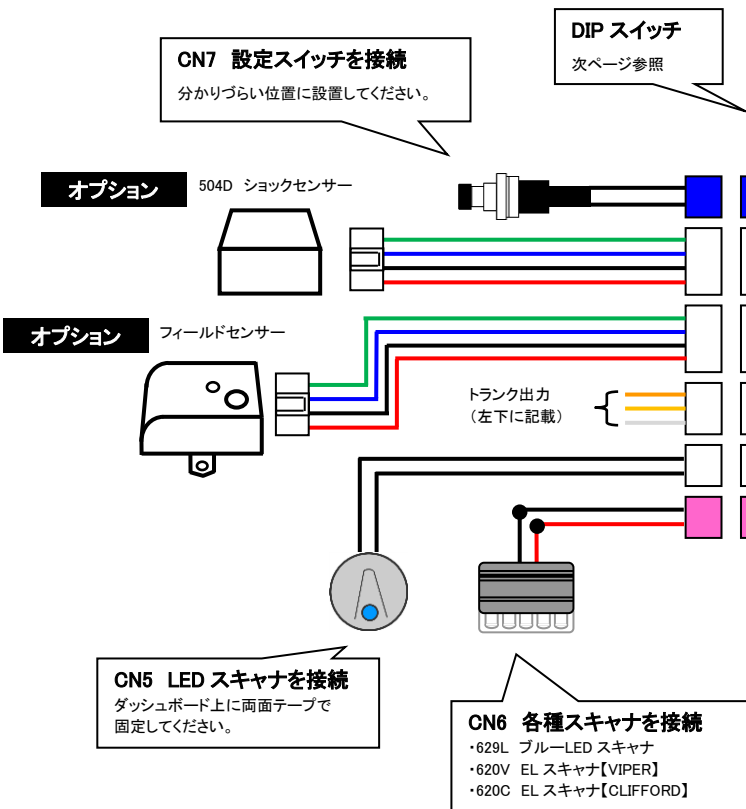 DIP スイッチ
次ページ参照
CN7 設定スイッチを接続
分かりづらい位置に設置してください。
オプション 504D ショックセンサー
オプション フィールドセンサー
トランク出力
（左下に記載）
CN5 LED スキャナを接続
ダッシュボード上に両面テープで
固定してください。
CN6 各種スキャナを接続
・629L ブルーLED スキャナ
・620V EL スキャナ【VIPER】
・620C EL スキャナ【CLIFFORD】